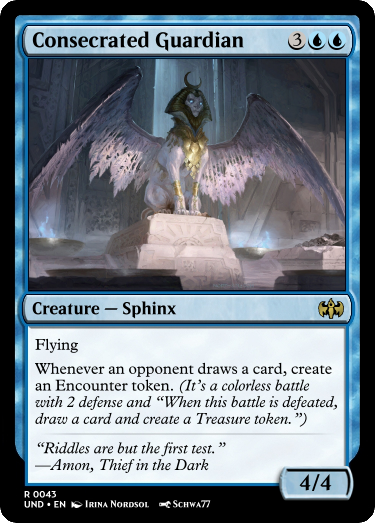 Consecrated Guardian 3
Creature — Sphinx
Flying
Whenever an opponent draws a card, create
an Encounter token. (It's a colorless battle
with 2 defense and “When this battle is defeated,
draw a card and create a Treasure token.”)
“Riddles are but the first test.”
—Amon, Thief in the Dark
4/4
R 0043
UND • EN Irina Nordsol Schwa77